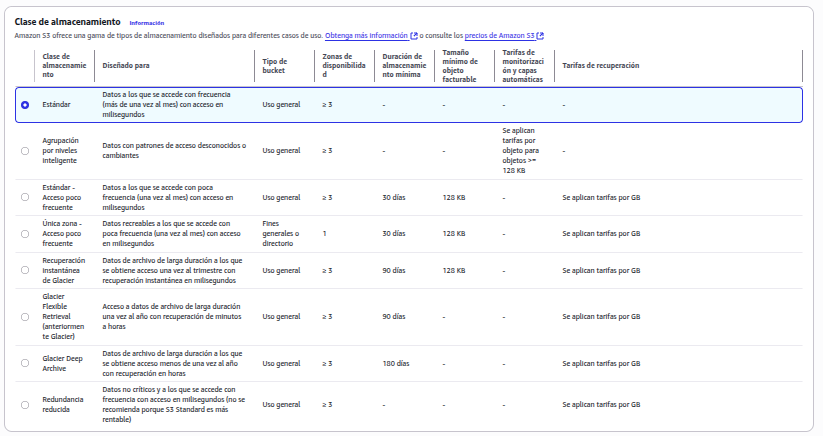 Clase de almacenamiento Información
Amazon S3 ofrece una gama de tipos de almacenamiento diseñados para diferentes casos de uso. Obtenga más información o consulte los precios de Amazon S3
Clase de
almacenamie
nto
Diseñado para
Tipo de
bucket
Zonas de
disponibilida
d
Duración de
almacenamie
nto mínima
Tamaño
mínimo de
objeto
facturable
Tarifas de
monitorizaci
ón y capas
automáticas
Tarifas de recuperación
Estándar
Datos a los que se accede con frecuencia
(más de una vez al mes) con acceso en
milisegundos
Uso general
≥ 3
-
-
-
-
Agrupación
por niveles
inteligente
Datos con patrones de acceso desconocidos o
cambiantes
Uso general
≥ 3
-
-
Se aplican
tarifas por
objeto para
objetos >=
128 KB
-
Estándar -
Acceso poco
frecuente
Datos a los que se accede con poca
frecuencia (una vez al mes) con acceso en
milisegundos
Uso general
≥ 3
30 días
128 KB
-
Se aplican tarifas por GB
Única zona -
Acceso poco
frecuente
Datos recreables a los que se accede con
poca frecuencia (una vez al mes) con acceso
en milisegundos
Fines
generales o
directorio
1
30 días
128 KB
-
Se aplican tarifas por GB
Recuperación
instantánea
de Glacier
Datos de archivo de larga duración a los que
se obtiene acceso una vez al trimestre con
recuperación instantánea en milisegundos
Uso general
≥ 3
90 días
128 KB
-
Se aplican tarifas por GB
Glacier
Flexible
Retrieval
(anteriormen
te Glacier)
Acceso a datos de archivo de larga duración
una vez al año con recuperación de minutos
a horas
Uso general
≥ 3
90 días
-
-
Se aplican tarifas por GB
Glacier Deep
Archive
Datos de archivo de larga duración a los que
se obtiene acceso menos de una vez al año
con recuperación en horas
Uso general
≥ 3
180 días
-
-
Se aplican tarifas por GB
Redundancia
reducida
Datos no críticos y a los que se accede con
frecuencia con acceso en milisegundos (no se
recomienda porque S3 Standard es más
rentable)
Uso general
≥ 3
-
-
-
Se aplican tarifas por GB